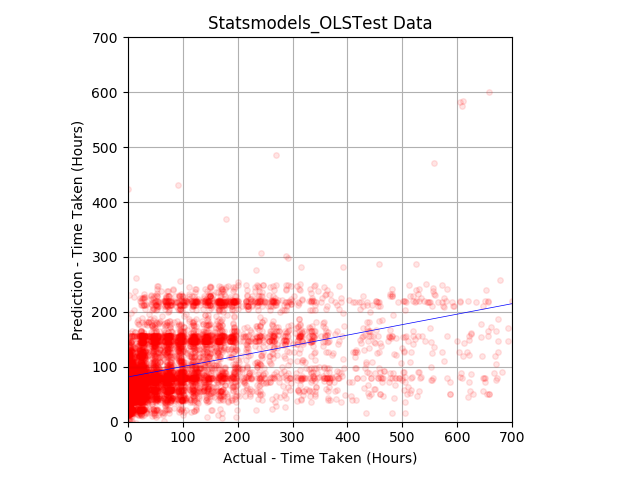 Statsmodels_OLSTest Data
Prediction - Time Taken (Hours)
700
600
500
400
300
200
100
0
0 100 200 300 400 500 600 700
Actual - Time Taken (Hours)